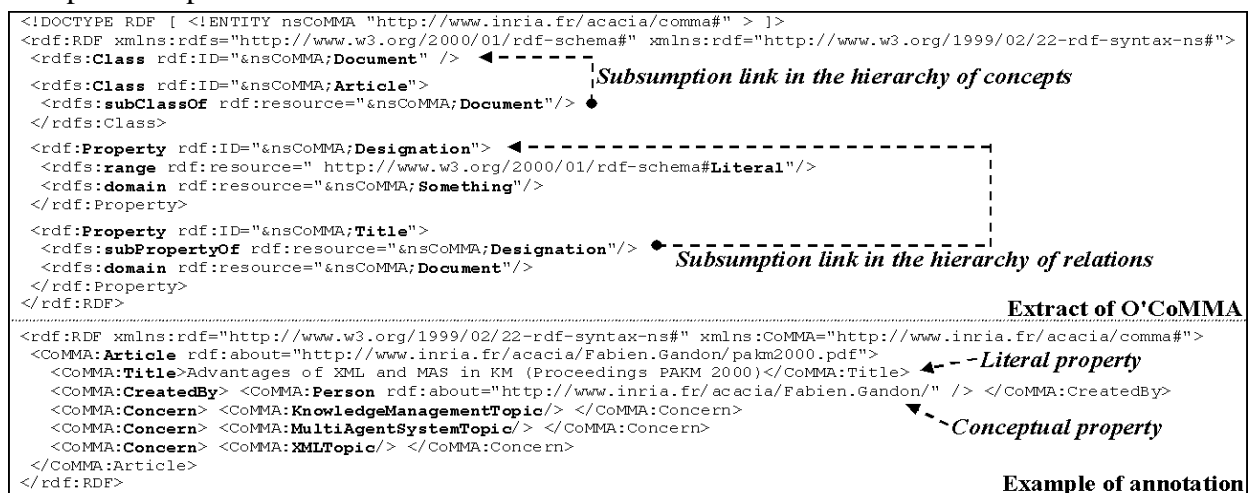 <!DOCTYPE RDF [ <!ENTITY nsCoMMA "http://www.inria.fr/acacia/comma#" > ]>
<rdf:RDF xmlns:rdfs="http://www.w3.org/2000/01/rdf-schema#" xmlns:rdf="http://www.w3.org/1999/02/22-rdf-syntax-ns#">
<rdfs:Class rdf:ID="&nsCoMMA;Document" />
Subsumption link in the hierarchy of concepts
<rdfs:Class rdf:ID="&nsCoMMA;Article">
<rdfs:subClassOf rdf:resource="&nsCoMMA;Document"/>
</rdfs:Class>
<rdf:Property rdf:ID="&nsCoMMA;Designation">
<rdfs:range rdf:resource=" http://www.w3.org/2000/01/rdf-schema#Literal"/>
<rdfs:domain rdf:resource="&nsCoMMA;Something"/>
</rdf:Property>
<rdf:Property rdf:ID="&nsCoMMA;Title">
<rdfs:subPropertyOf rdf:resource="&nsCoMMA;Designation"/>
Subsumption link in the hierarchy of relations
<rdfs:domain rdf:resource="&nsCoMMA;Document"/>
</rdf:Property>
</rdf:RDF>
Extract of O'CoMMA
<rdf:RDF xmlns:rdf="http://www.w3.org/1999/02/22-rdf-syntax-ns#" xmlns:CoMMA="http://www.inria.fr/acacia/comma#">
<CoMMA:Article rdf:about="http://www.inria.fr/acacia/Fabien.Gandon/pakm2000.pdf">
Literal property
<CoMMA:Title>Advantages of XML and MAS in KM (Proceedings PAKM 2000)</CoMMA:Title>
<CoMMA:CreatedBy> <CoMMA:Person rdf:about="http://www.inria.fr/acacia/Fabien.Gandon/" /> </CoMMA:CreatedBy>
<CoMMA:Concern> <CoMMA:KnowledgeManagementTopic/> </CoMMA:Concern>
<CoMMA:Concern> <CoMMA:MultiAgentSystemTopic/> </CoMMA:Concern>
Conceptual property
<CoMMA:Concern> <CoMMA:XMLTopic/> </CoMMA:Concern>
</CoMMA:Article>
</rdf:RDF>
Example of annotation